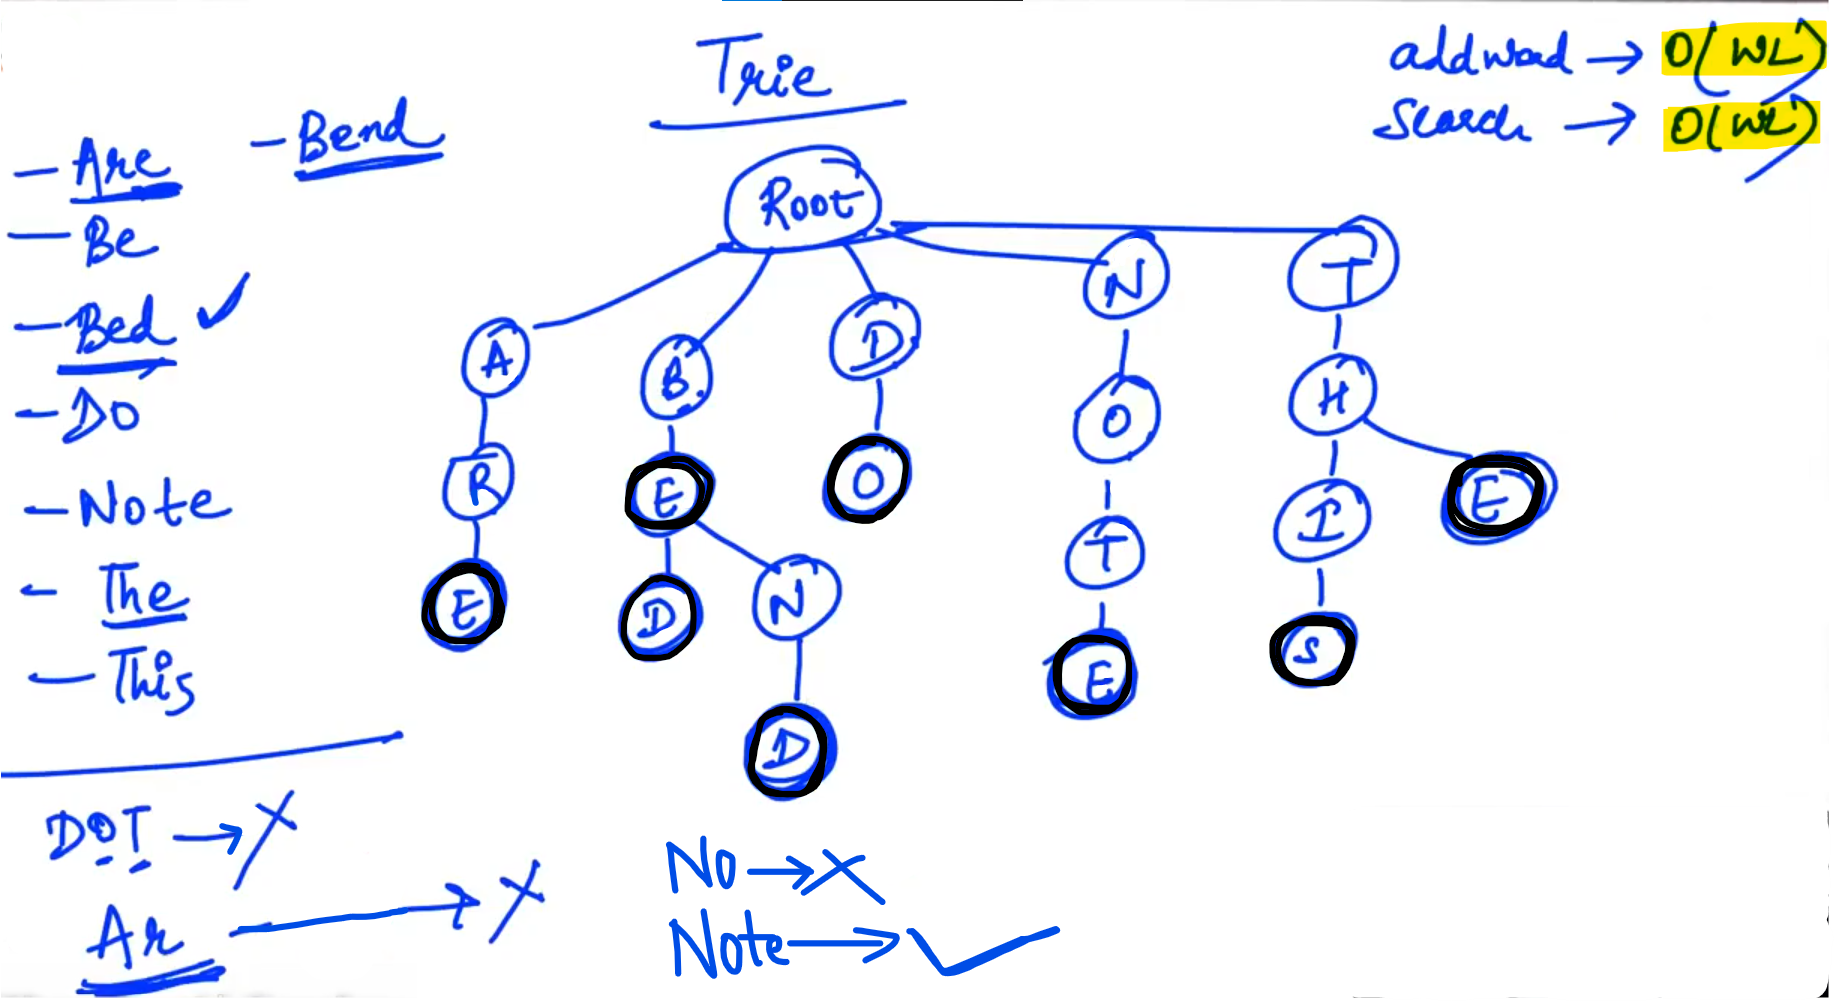 Trie
addword → O(WL)
Search → O(WL)
- Are
- Bend
- Be
- Bed ✓
- DO
- Note
- The
- This
Root
A
B
D
N
T
R
E
O
O
H
E
D
N
T
I
E
D
E
S
DOT → X
Ar → X
No → X
Note → ✓